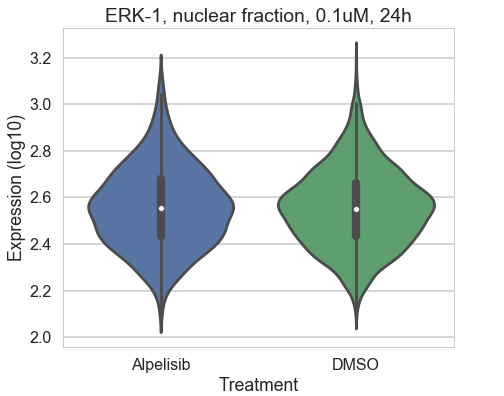 ERK-1, nuclear fraction, 0.1uM, 24h
Expression (log10)
3.2
3.0
2.8
2.6
2.4
2.2
2.0
Alpelisib DMSO
Treatment